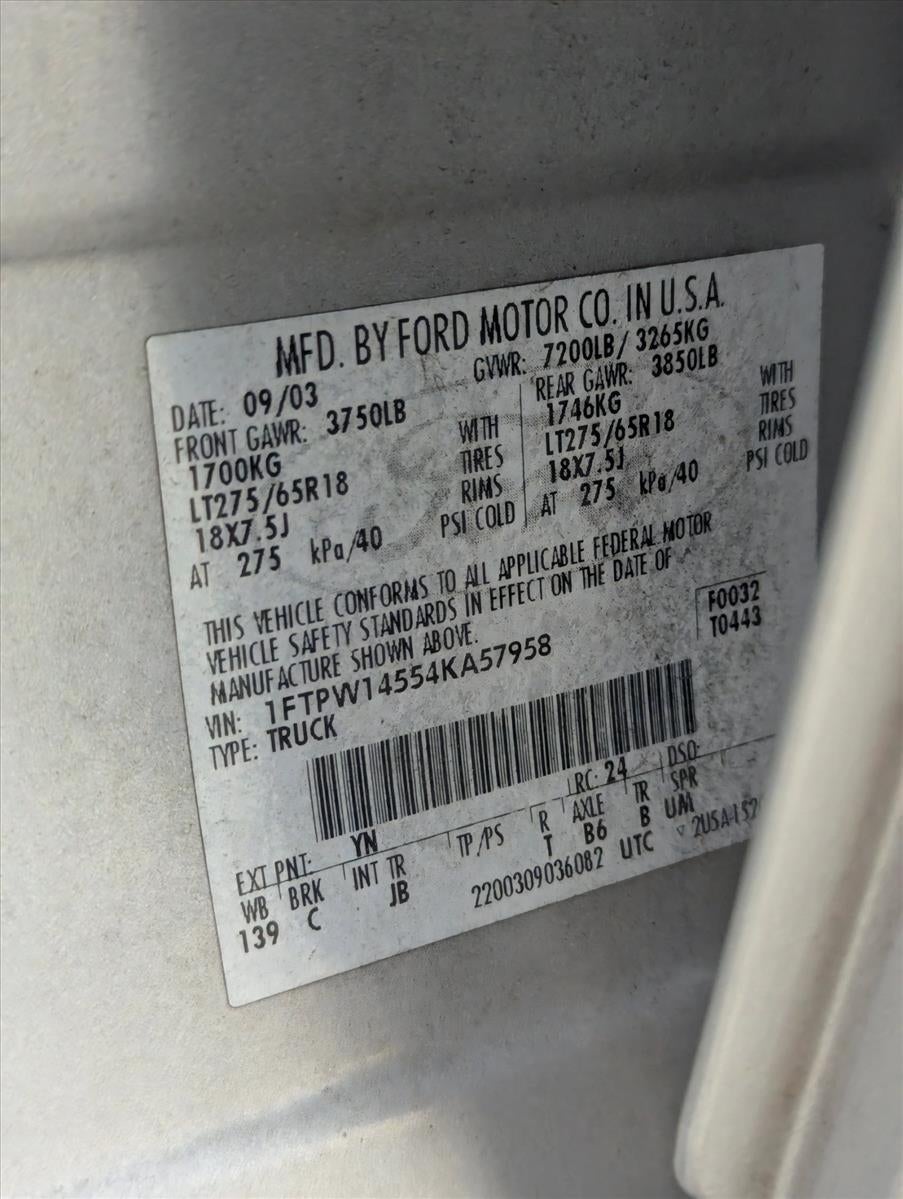 MFD. BY FORD MOTOR CO. IN U.S.A.
DATE: 09/03 GVWR: 7200LB/ 3265KG
FRONT GAWR: 3750LB REAR GAWR: 3850LB
1700KG WITH 1746KG WITH
LT275/65R18 TIRES LT275/65R18 TIRES
18X7.5J RIMS 18X7.5J RIMS
AT 275 kPa/40 PSI COLD AT 275 kPa/40 PSI COLD
THIS VEHICLE CONFORMS TO ALL APPLICABLE FEDERAL MOTOR
VEHICLE SAFETY STANDARDS IN EFFECT ON THE DATE OF
MANUFACTURE SHOWN ABOVE.
F0032
T0443
VIN: 1FTPW14554KA57958
TYPE: TRUCK
EXT PNT: YN RC: 24 DSO:
WB BRK INT TR TP/PS R AXLE TR SPR
139 C JB T B6 B UM
2200309036082 UTC